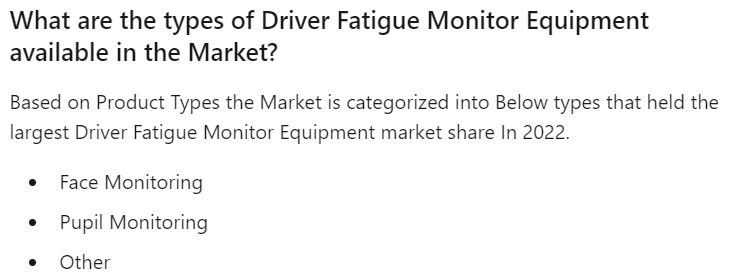 What are the types of Driver Fatigue Monitor Equipment
available in the Market?
Based on Product Types the Market is categorized into Below types that held the
largest Driver Fatigue Monitor Equipment market share In 2022.
• Face Monitoring
• Pupil Monitoring
• Other